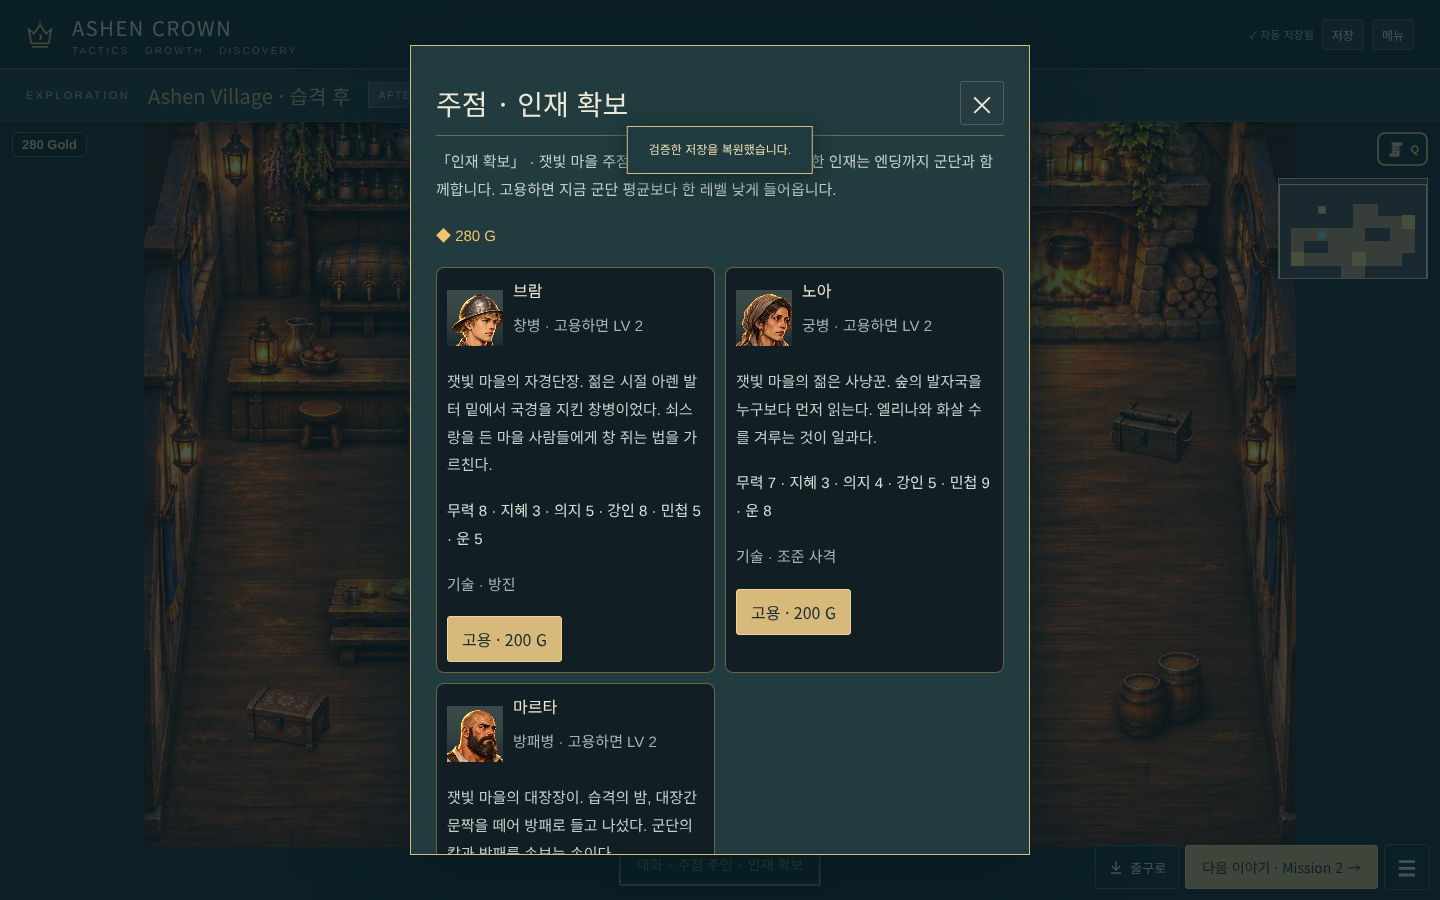 ASHEN CROWN
TACTICS · GROWTH · DISCOVERY
✓ 자동 저장됨
저장
메뉴
EXPLORATION
Ashen Village · 습격 후
280 Gold
Q
주점 · 인재 확보
검증한 저장을 복원했습니다.
「인재 확보」 · 잿빛 마을 주점 한 인재는 엔딩까지 군단과 함
께합니다. 고용하면 지금 군단 평균보다 한 레벨 낮게 들어옵니다.
◆ 280 G
브람
창병 · 고용하면 LV 2
잿빛 마을의 자경단장. 젊은 시절 아렌 발
터 밑에서 국경을 지킨 창병이었다. 쇠스
랑을 든 마을 사람들에게 창 쥐는 법을 가
르친다.
무력 8 · 지혜 3 · 의지 5 · 강인 8 · 민첩 5
· 운 5
기술 · 방진
고용 · 200 G
노아
궁병 · 고용하면 LV 2
잿빛 마을의 젊은 사냥꾼. 숲의 발자국을
누구보다 먼저 읽는다. 엘리나와 화살 수
를 겨루는 것이 일과다.
무력 7 · 지혜 3 · 의지 4 · 강인 5 · 민첩 9
· 운 8
기술 · 조준 사격
고용 · 200 G
마르타
방패병 · 고용하면 LV 2
잿빛 마을의 대장장이. 습격의 밤, 대장간
문짝을 떼어 방패로 들고 나섰다. 군단의
대화 · 주점 주인 · 인재 확보
출구로
다음 이야기 · Mission 2 →